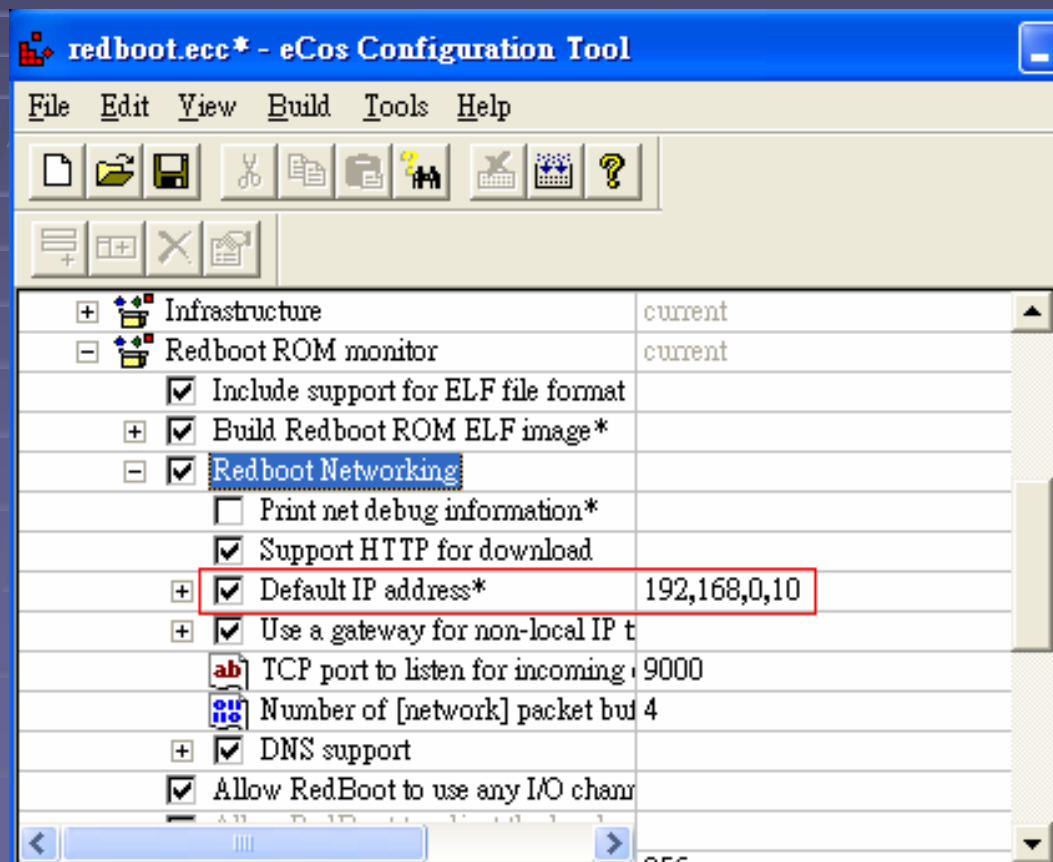 redboot.ecc* - eCos Configuration Tool
File Edit View Build Tools Help
Infrastructure current
Redboot ROM monitor current
Include support for ELF file format
Build Redboot ROM ELF image*
Redboot Networking
Print net debug information*
Support HTTP for download
Default IP address* 192,168,0,10
Use a gateway for non-local IP t
TCP port to listen for incoming 9000
Number of [network] packet buf 4
DNS support
Allow RedBoot to use any I/O chann